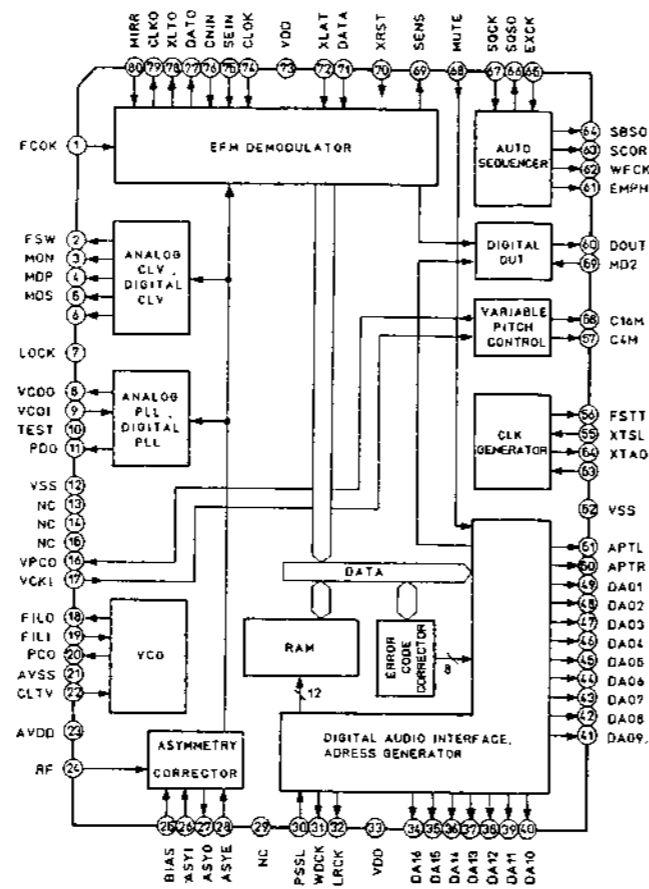 MIRR
CLKO
XLTO
DATO
CNIN
SEIN
CLOK
VDD
XLAT
DATA
XRST
SENS
MUTE
SQCK
SQSO
EXCK
80
79
78
77
76
75
74
73
72
71
70
69
68
67
66
65
FCOK
1
EFM DEMODULATOR
AUTO
SEQUENCER
64
SBSO
63
SCOR
62
WFCK
61
EMPH
FSW
2
MON
3
MDP
4
MDS
5
6
ANALOG
CLV ,
DIGITAL
CLV
DIGITAL
OUT
60
DOUT
59
MD2
VARIABLE
PITCH
CONTROL
58
C16M
57
C4M
LOCK
7
VCOO
8
VCOI
9
TEST
10
PDO
11
ANALOG
PLL ,
DIGITAL
PLL
CLK
GENERATOR
56
FSTT
55
XTSL
54
XTAO
53
VSS
12
NC
13
NC
14
NC
15
VPCO
16
VCKI
17
52
VSS
51
APTL
50
APTR
49
DA01
48
DA02
47
DA03
46
DA04
45
DA05
44
DA06
43
DA07
42
DA08
41
DA09.
DATA
FILO
18
FILI
19
PCO
20
AVSS
21
CLTV
22
VCO
RAM
ERROR
CODE
CORRECTOR
8
12
AVDD
23
RF
24
ASYMMETRY
CORRECTOR
DIGITAL AUDIO INTERFACE,
ADRESS GENERATOR
25
26
27
28
29
30
31
32
33
34
35
36
37
38
39
40
BIAS
ASYI
ASYO
ASYE
NC
PSSL
WDCK
LRCK
VDD
DA16
DA15
DA14
DA13
DA12
DA11
DA10